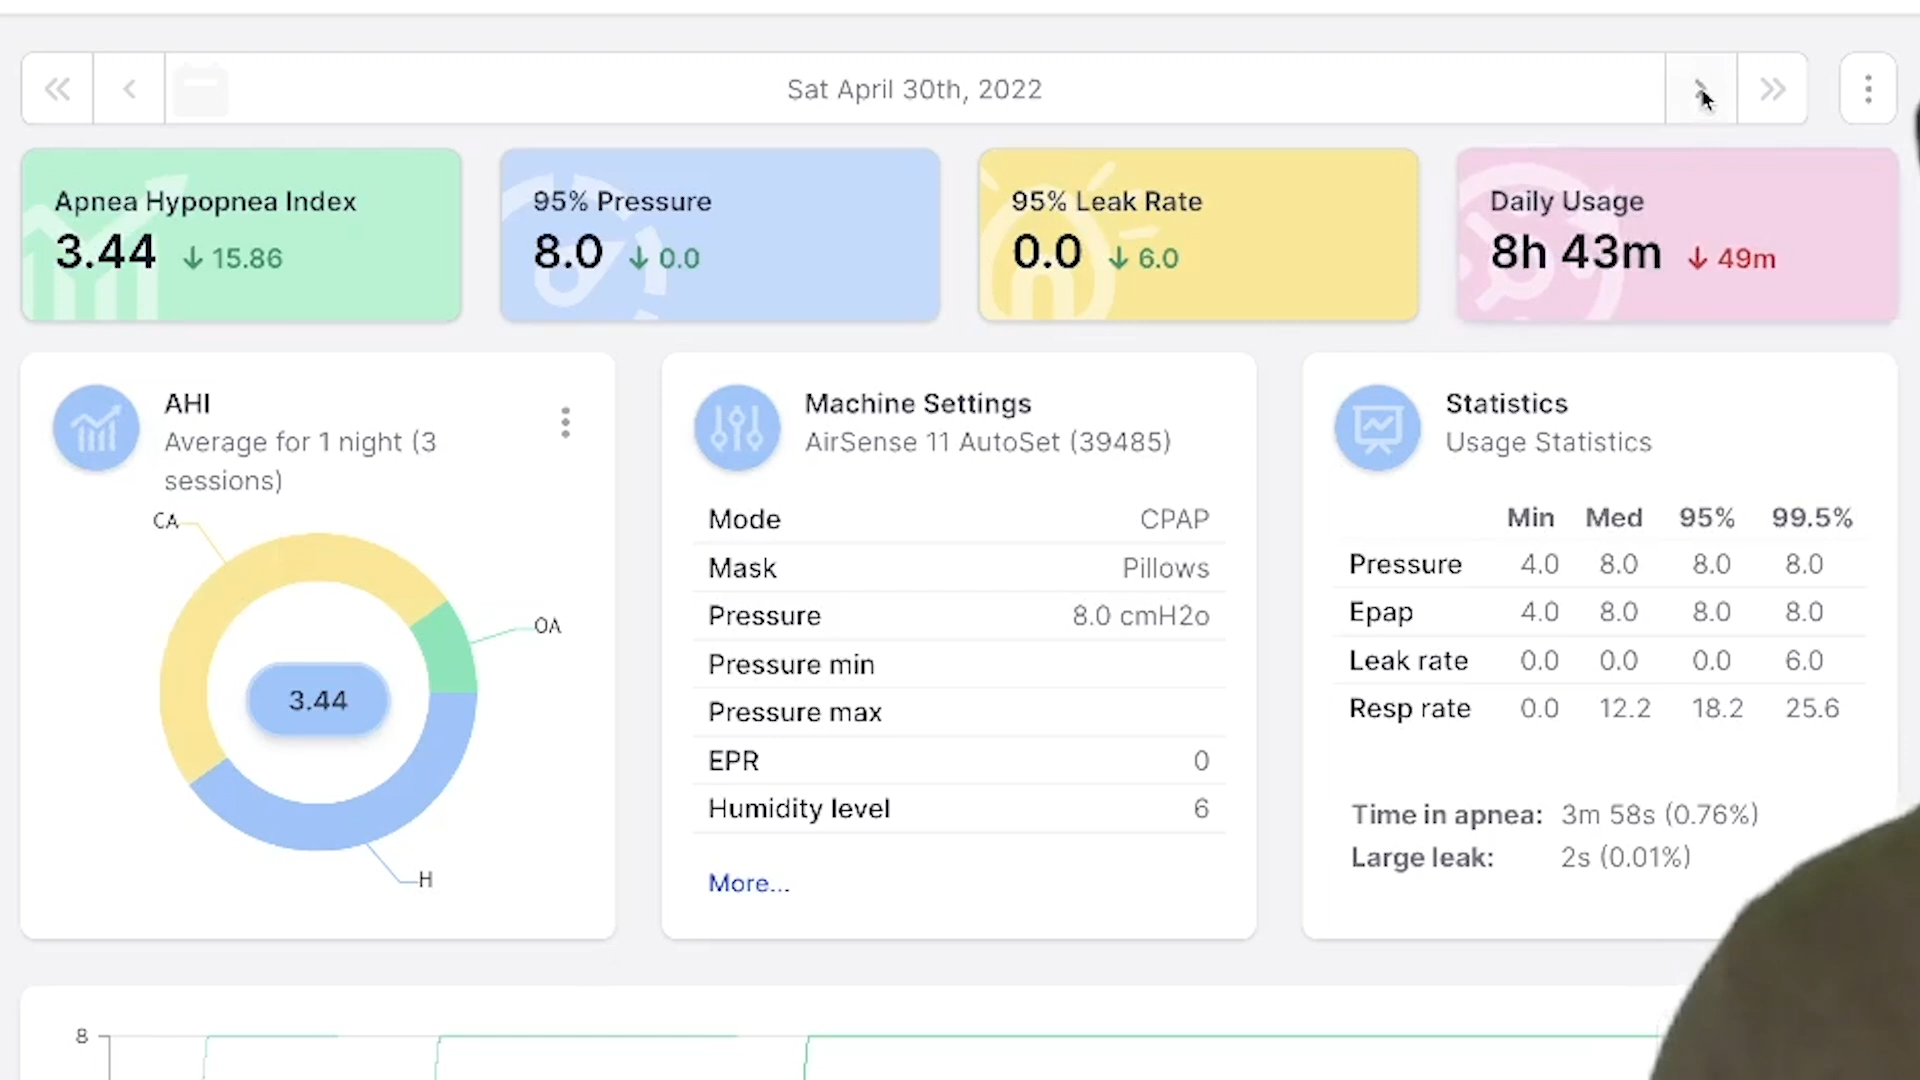 Sat April 30th, 2022
Apnea Hypopnea Index
3.44 ↓ 15.86
95% Pressure
8.0 ↓ 0.0
95% Leak Rate
0.0 ↓ 6.0
Daily Usage
8h 43m ↓ 49m
AHI
Average for 1 night (3
sessions)
CA
OA
3.44
H
Machine Settings
AirSense 11 AutoSet (39485)
Mode CPAP
Mask Pillows
Pressure 8.0 cmH2o
Pressure min
Pressure max
EPR 0
Humidity level 6
More...
Statistics
Usage Statistics
Min Med 95% 99.5%
Pressure 4.0 8.0 8.0 8.0
Epap 4.0 8.0 8.0 8.0
Leak rate 0.0 0.0 0.0 6.0
Resp rate 0.0 12.2 18.2 25.6
Time in apnea: 3m 58s (0.76%)
Large leak: 2s (0.01%)
8